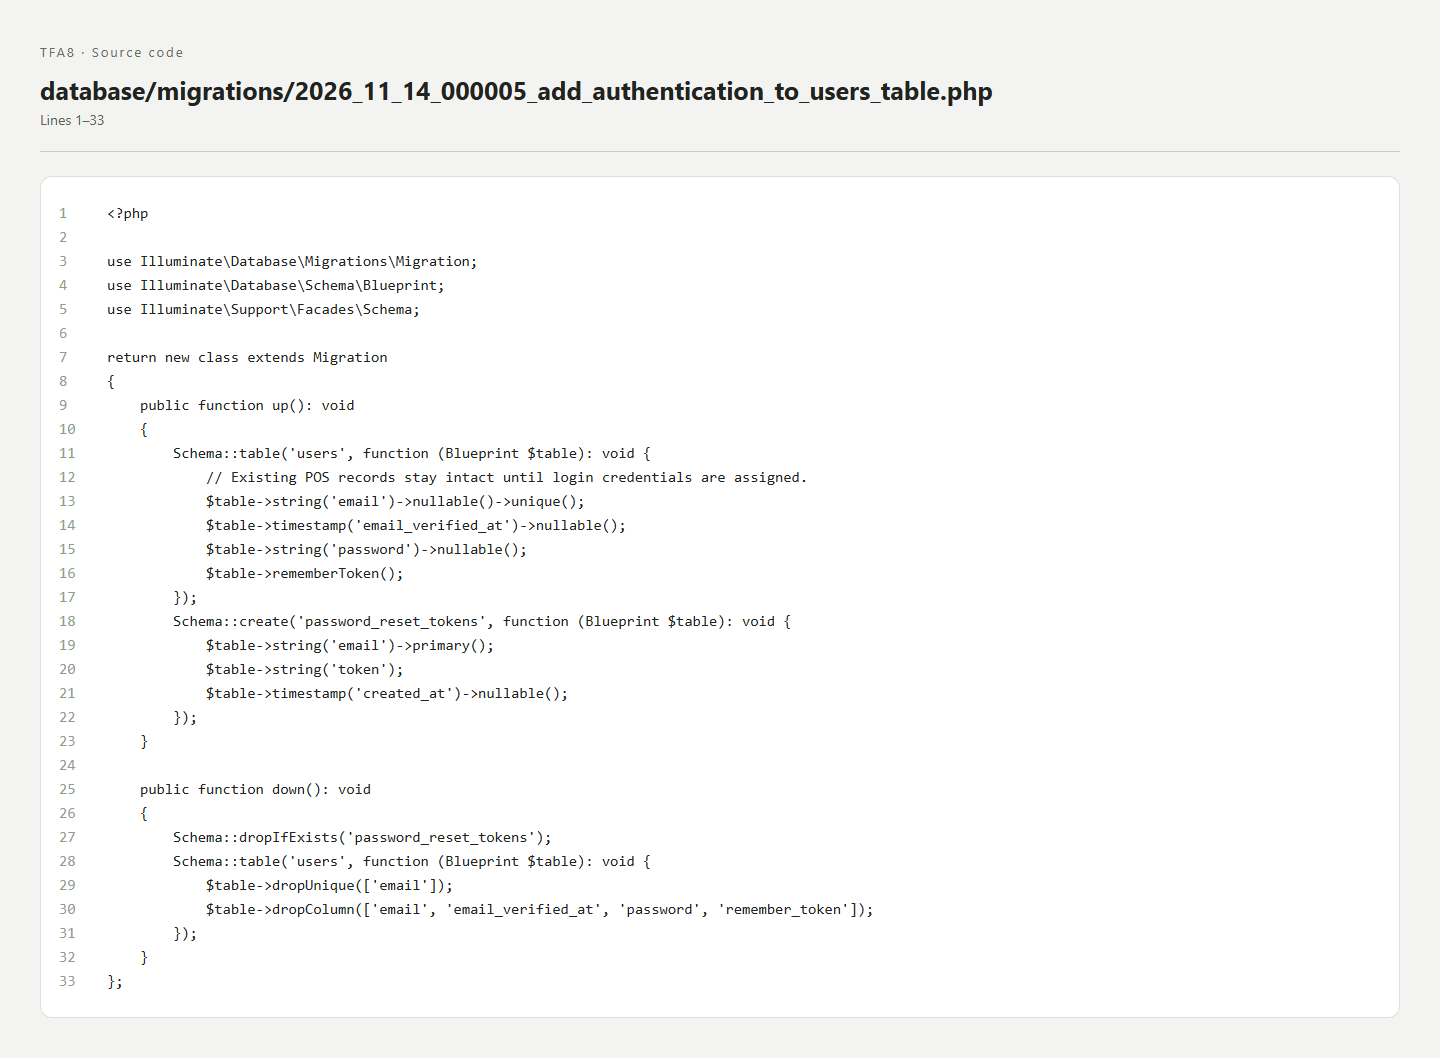 TFA8 · Source code
database/migrations/2026_11_14_000005_add_authentication_to_users_table.php
Lines 1–33
1 <?php
2
3 use Illuminate\Database\Migrations\Migration;
4 use Illuminate\Database\Schema\Blueprint;
5 use Illuminate\Support\Facades\Schema;
6
7 return new class extends Migration
8 {
9     public function up(): void
10     {
11         Schema::table('users', function (Blueprint $table): void {
12             // Existing POS records stay intact until login credentials are assigned.
13             $table->string('email')->nullable()->unique();
14             $table->timestamp('email_verified_at')->nullable();
15             $table->string('password')->nullable();
16             $table->rememberToken();
17         });
18         Schema::create('password_reset_tokens', function (Blueprint $table): void {
19             $table->string('email')->primary();
20             $table->string('token');
21             $table->timestamp('created_at')->nullable();
22         });
23     }
24
25     public function down(): void
26     {
27         Schema::dropIfExists('password_reset_tokens');
28         Schema::table('users', function (Blueprint $table): void {
29             $table->dropUnique(['email']);
30             $table->dropColumn(['email', 'email_verified_at', 'password', 'remember_token']);
31         });
32     }
33 };